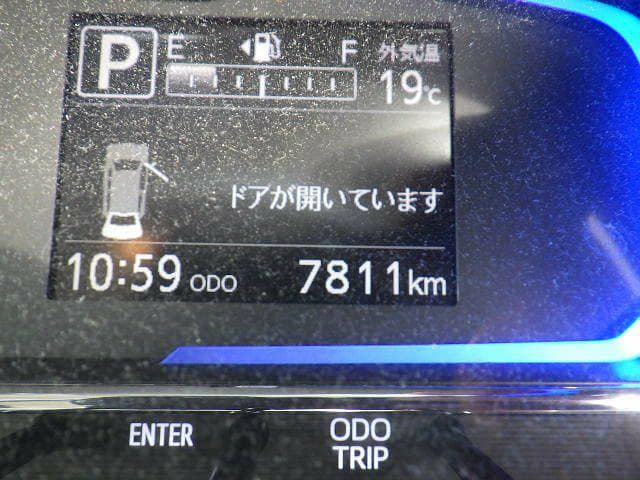 P E F 外気温
19℃
ドアが開いています
10:59 ODO 7811km
ENTER ODO
TRIP